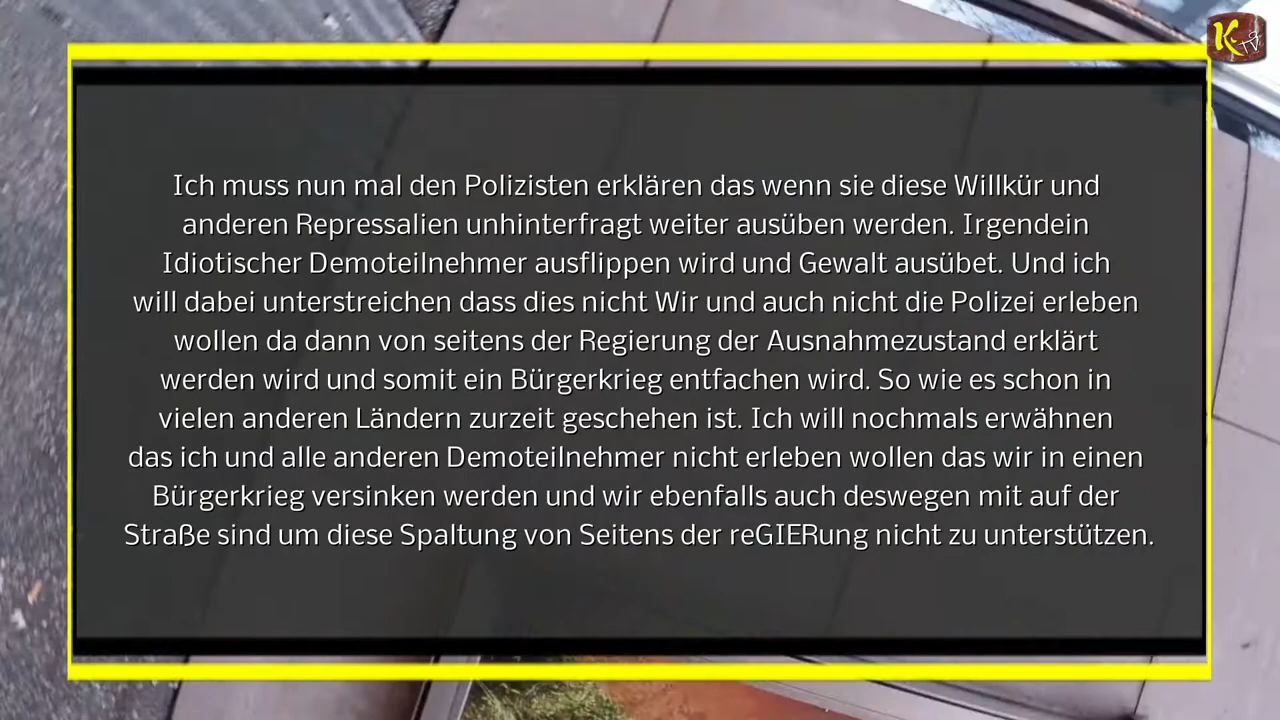 K TV
Ich muss nun mal den Polizisten erklären das wenn sie diese Willkür und
anderen Repressalien unhinterfragt weiter ausüben werden. Irgendein
Idiotischer Demoteilnehmer ausflippen wird und Gewalt ausübet. Und ich
will dabei unterstreichen dass dies nicht Wir und auch nicht die Polizei erleben
wollen da dann von seitens der Regierung der Ausnahmezustand erklärt
werden wird und somit ein Bürgerkrieg entfachen wird. So wie es schon in
vielen anderen Ländern zurzeit geschehen ist. Ich will nochmals erwähnen
das ich und alle anderen Demoteilnehmer nicht erleben wollen das wir in einen
Bürgerkrieg versinken werden und wir ebenfalls auch deswegen mit auf der
Straße sind um diese Spaltung von Seitens der reGIERung nicht zu unterstützen.